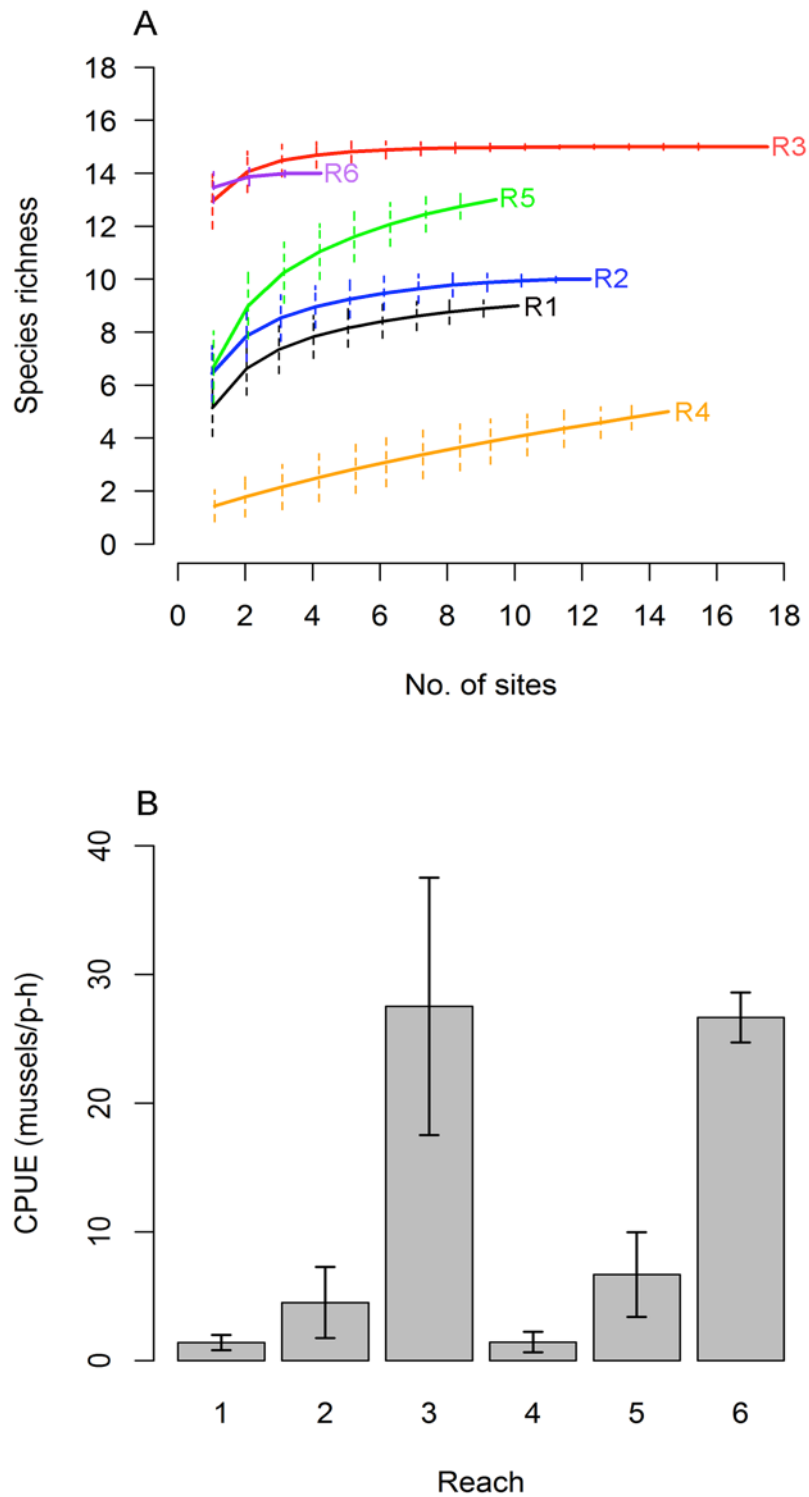 A
18
16
14
12
10
8
6
4
2
0
Species richness
R3
R6
R5
R2
R1
R4
0 2 4 6 8 10 12 14 16 18
No. of sites
B
40
30
20
10
0
CPUE (mussels/p-h)
1 2 3 4 5 6
Reach